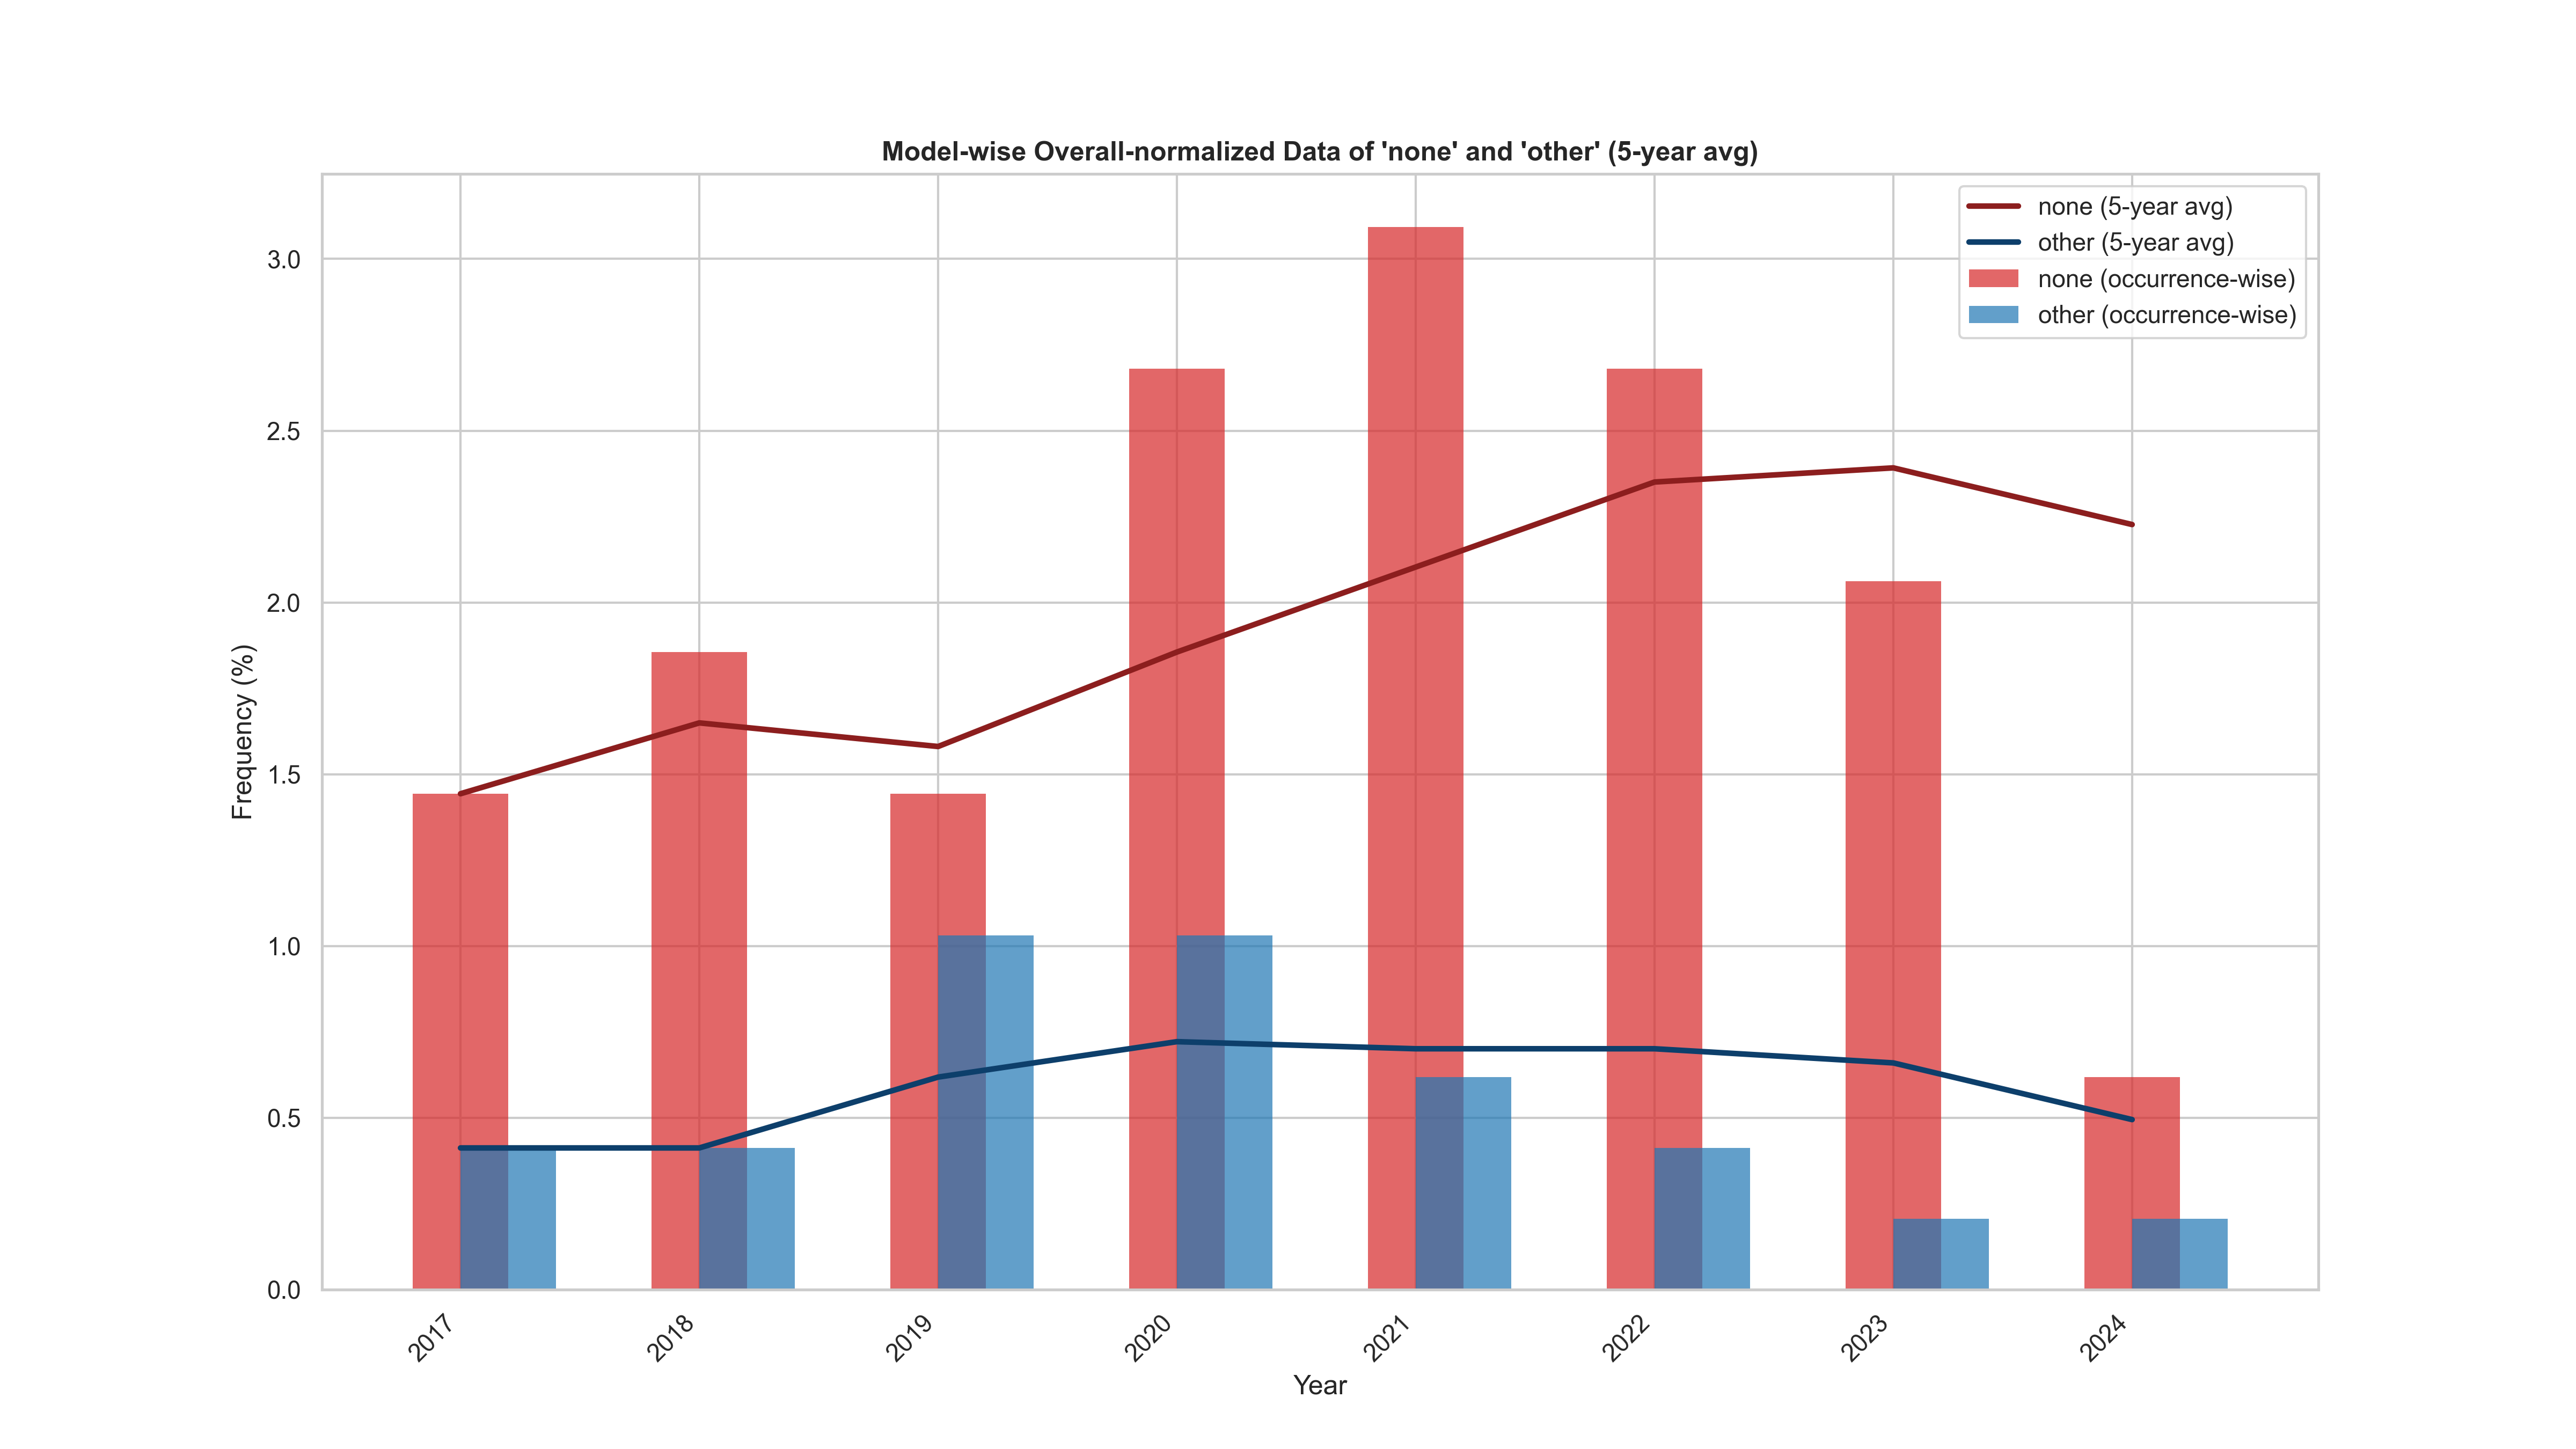 Model-wise Overall-normalized Data of 'none' and 'other' (5-year avg)
none (5-year avg)
other (5-year avg)
none (occurrence-wise)
other (occurrence-wise)
Frequency (%)
3.0
2.5
2.0
1.5
1.0
0.5
0.0
2017
2018
2019
2020
2021
2022
2023
2024
Year